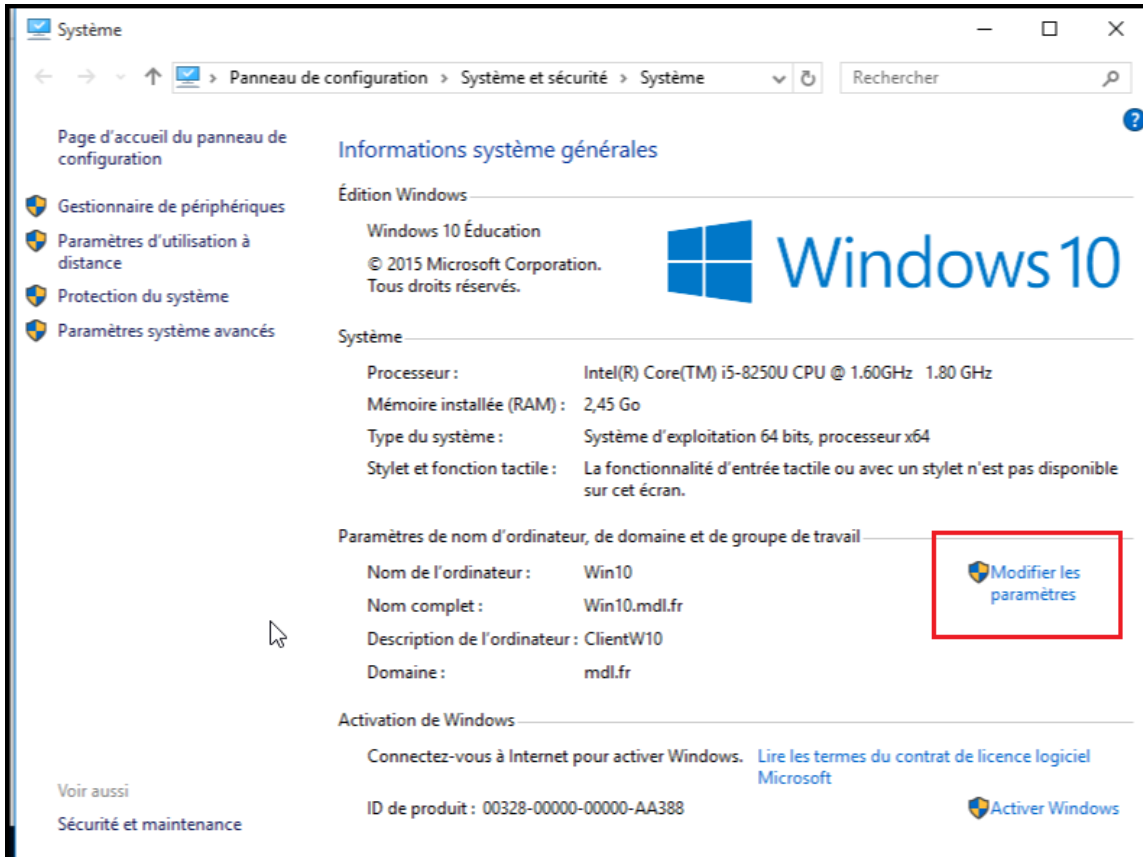 Système
Panneau de configuration > Système et sécurité > Système
Rechercher
?
Page d'accueil du panneau de
configuration
Gestionnaire de périphériques
Paramètres d'utilisation à
distance
Protection du système
Paramètres système avancés
Voir aussi
Sécurité et maintenance
Informations système générales
Édition Windows
Windows 10 Éducation
© 2015 Microsoft Corporation.
Tous droits réservés.
Windows 10
Système
Processeur : Intel(R) Core(TM) i5-8250U CPU @ 1.60GHz 1.80 GHz
Mémoire installée (RAM) : 2,45 Go
Type du système : Système d'exploitation 64 bits, processeur x64
Stylet et fonction tactile : La fonctionnalité d'entrée tactile ou avec un stylet n'est pas disponible
sur cet écran.
Paramètres de nom d'ordinateur, de domaine et de groupe de travail
Nom de l'ordinateur : Win10
Nom complet : Win10.mdl.fr
Description de l'ordinateur : ClientW10
Domaine : mdl.fr
Modifier les
paramètres
Activation de Windows
Connectez-vous à Internet pour activer Windows. Lire les termes du contrat de licence logiciel
Microsoft
ID de produit : 00328-00000-00000-AA388
Activer Windows